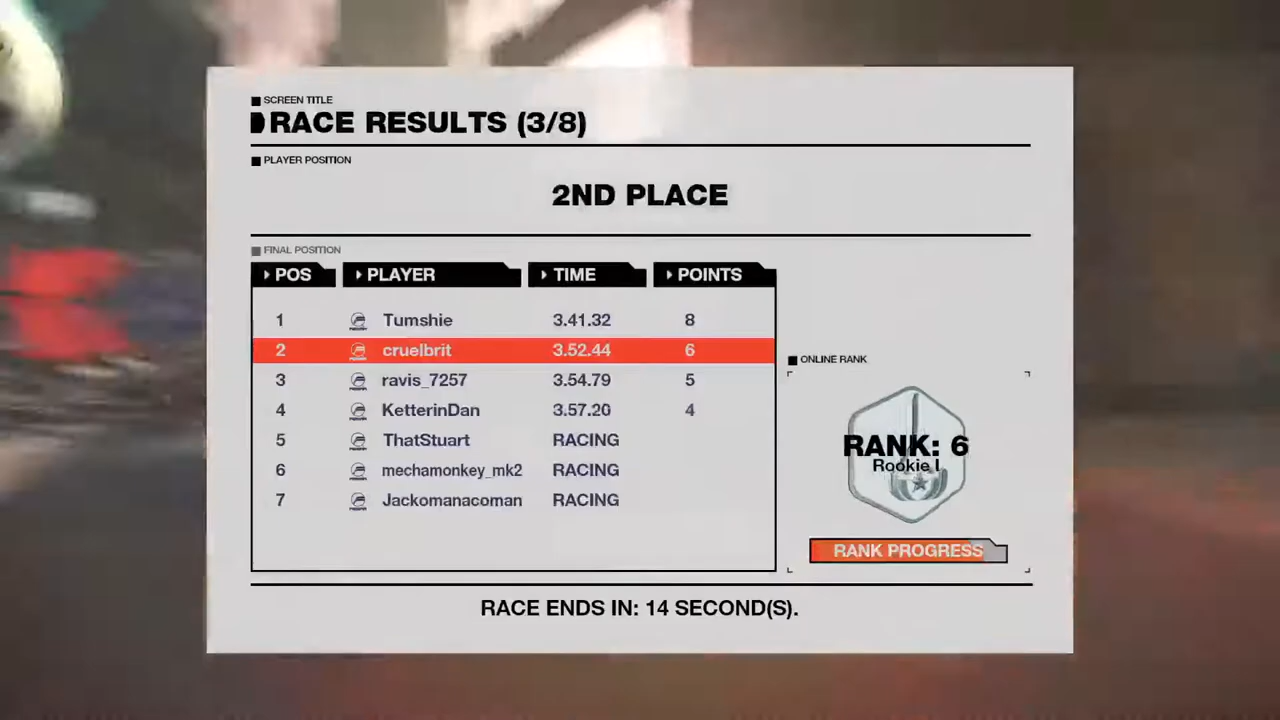 SCREEN TITLE
RACE RESULTS (3/8)
PLAYER POSITION
2ND PLACE
FINAL POSITION
POS PLAYER TIME POINTS
1 Tumshie 3.41.32 8
2 cruelbrit 3.52.44 6
3 ravis_7257 3.54.79 5
4 KetterinDan 3.57.20 4
5 ThatStuart RACING
6 mechamonkey_mk2 RACING
7 Jackomanacoman RACING
ONLINE RANK
RANK: 6
Rookie I
RANK PROGRESS
RACE ENDS IN: 14 SECOND(S).